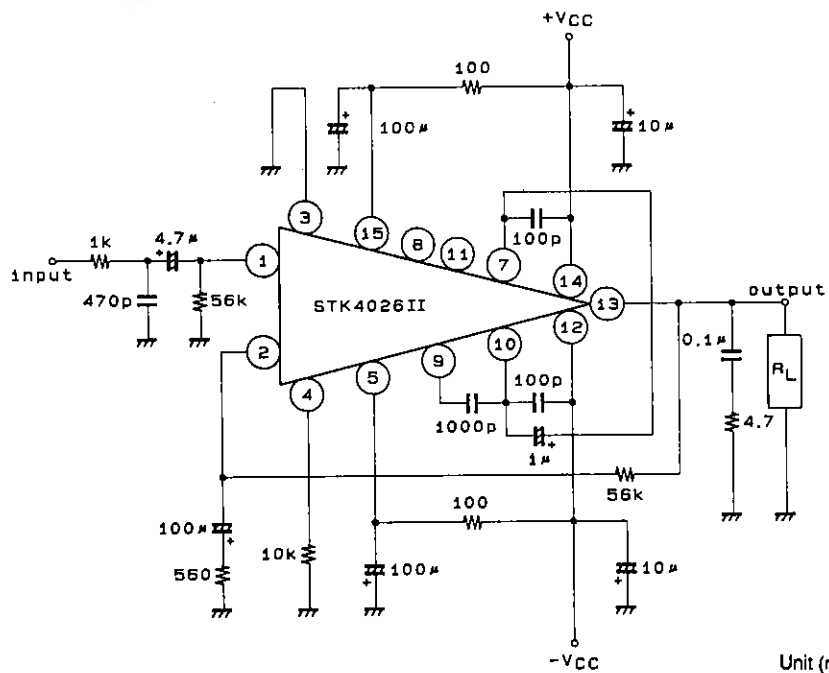 +VCC
100
100μ
10μ
3
15
8
11
7
100p
14
1k
4.7μ
1
input
470p
56k
STK4026II
13
output
2
12
10
0.1μ
RL
9
5
4
100p
1000p
4.7
1μ
56k
100
100μ
10k
560
100μ
10μ
-VCC
Unit (r